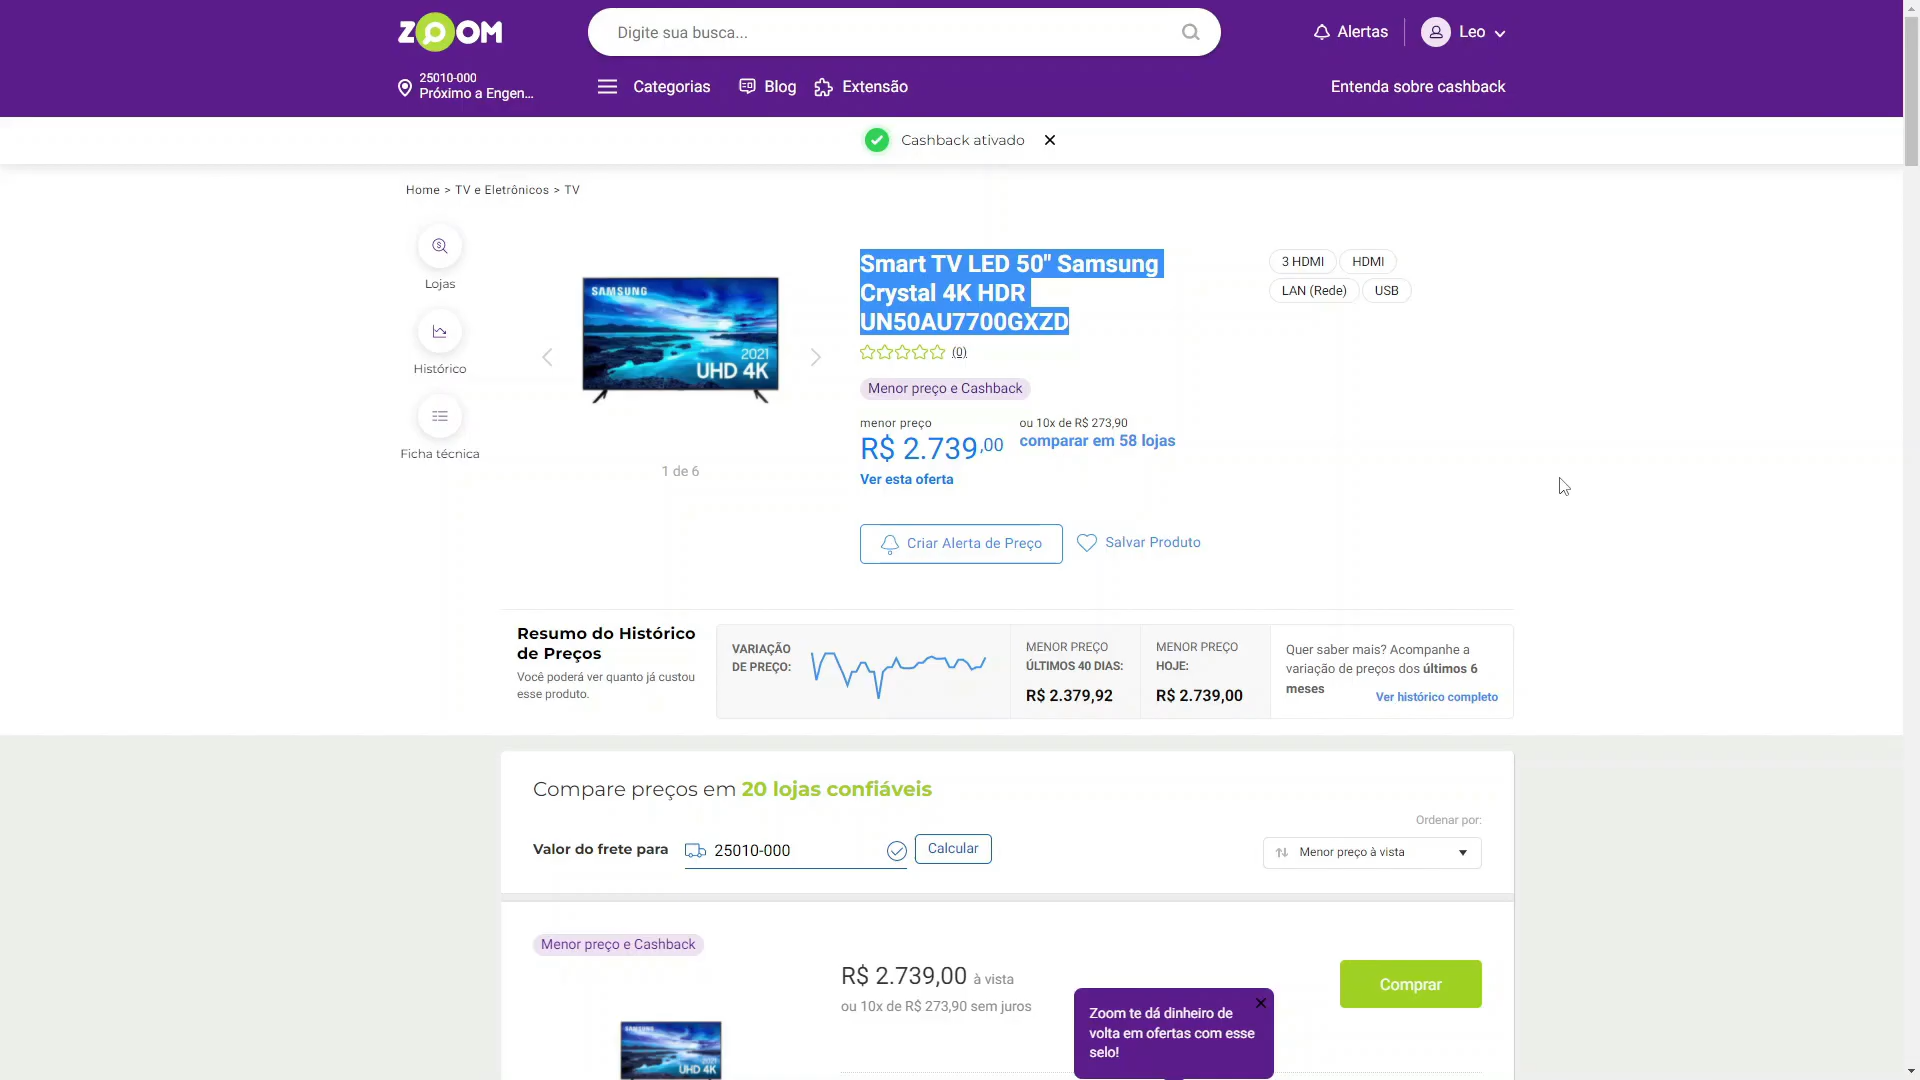 ZOOM
Digite sua busca...
Alertas
Leo
25010-000
Próximo a Engen...
Categorias
Blog
Extensão
Entenda sobre cashback
Cashback ativado
Home > TV e Eletrônicos > TV
Lojas
Histórico
Ficha técnica
SAMSUNG
2021
UHD 4K
1 de 6
Smart TV LED 50" Samsung
Crystal 4K HDR
UN50AU7700GXZD
(0)
Menor preço e Cashback
menor preço
R$ 2.739,00
Ver esta oferta
ou 10x de R$ 273,90
comparar em 58 lojas
Criar Alerta de Preço
Salvar Produto
3 HDMI
HDMI
LAN (Rede)
USB
Resumo do Histórico
de Preços
Você poderá ver quanto já custou
esse produto.
VARIAÇÃO
DE PREÇO:
MENOR PREÇO
ÚLTIMOS 40 DIAS:
R$ 2.379,92
MENOR PREÇO
HOJE:
R$ 2.739,00
Quer saber mais? Acompanhe a
variação de preços dos últimos 6
meses
Ver histórico completo
Compare preços em 20 lojas confiáveis
Valor do frete para
25010-000
Calcular
Ordenar por:
Menor preço à vista
Menor preço e Cashback
SAMSUNG
2021
UHD 4K
R$ 2.739,00 à vista
ou 10x de R$ 273,90 sem juros
Comprar
Zoom te dá dinheiro de
volta em ofertas com esse
selo!